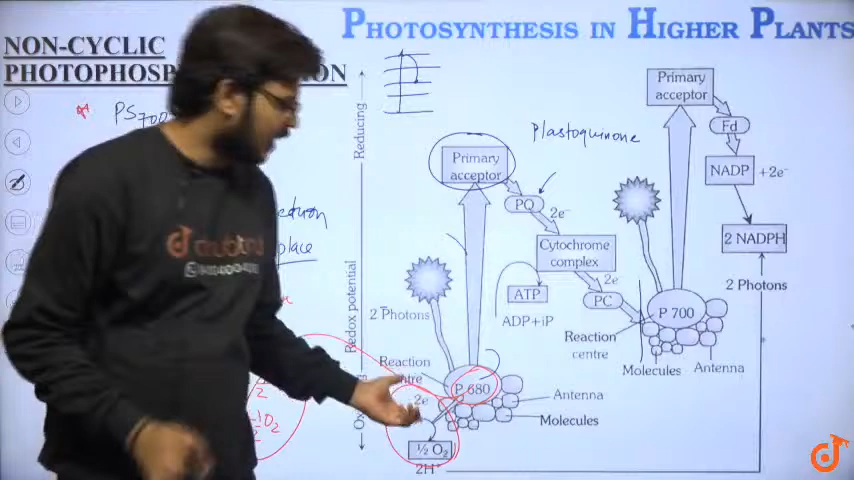 PHOTOSYNTHESIS IN HIGHER PLANTS
NON-CYCLIC
PS700
place
Reducing
Redox potential
Primary
acceptor
Plastoquinone
PQ
2e⁻
Cytochrome
complex
ATP
ADP+iP
2e
PC
2 Photons
Reaction
P 680
2e
½ O₂
2H⁺
Antenna
Molecules
Primary
acceptor
Fd
NADP +2e⁻
2 NADPH
2 Photons
P 700
Reaction
centre
Molecules Antenna